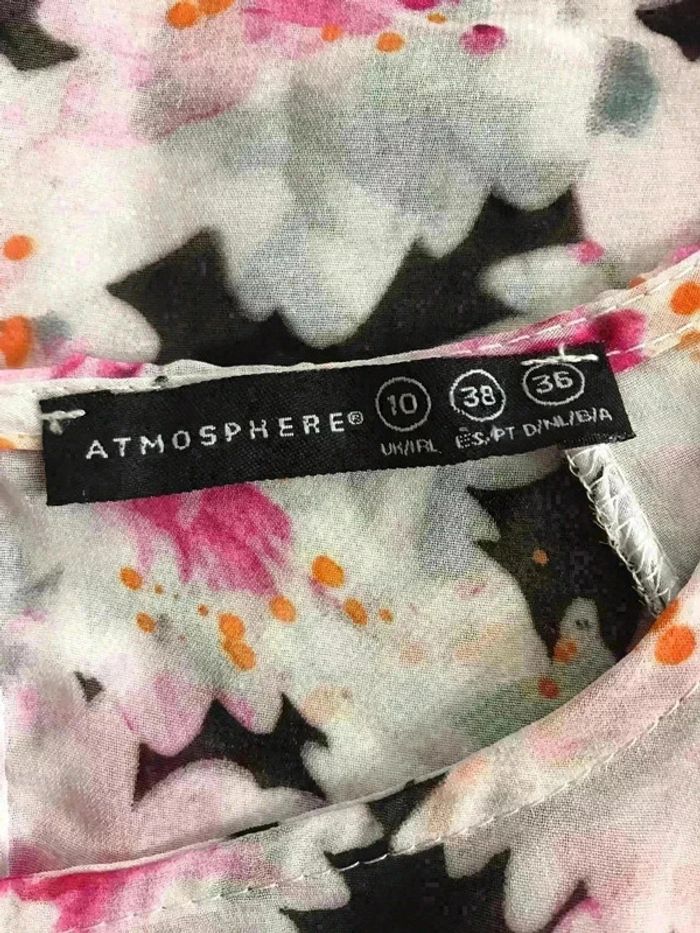 ATMOSPHERE® 10 38 36
UK/IRL ES/PT D/NL/B/A